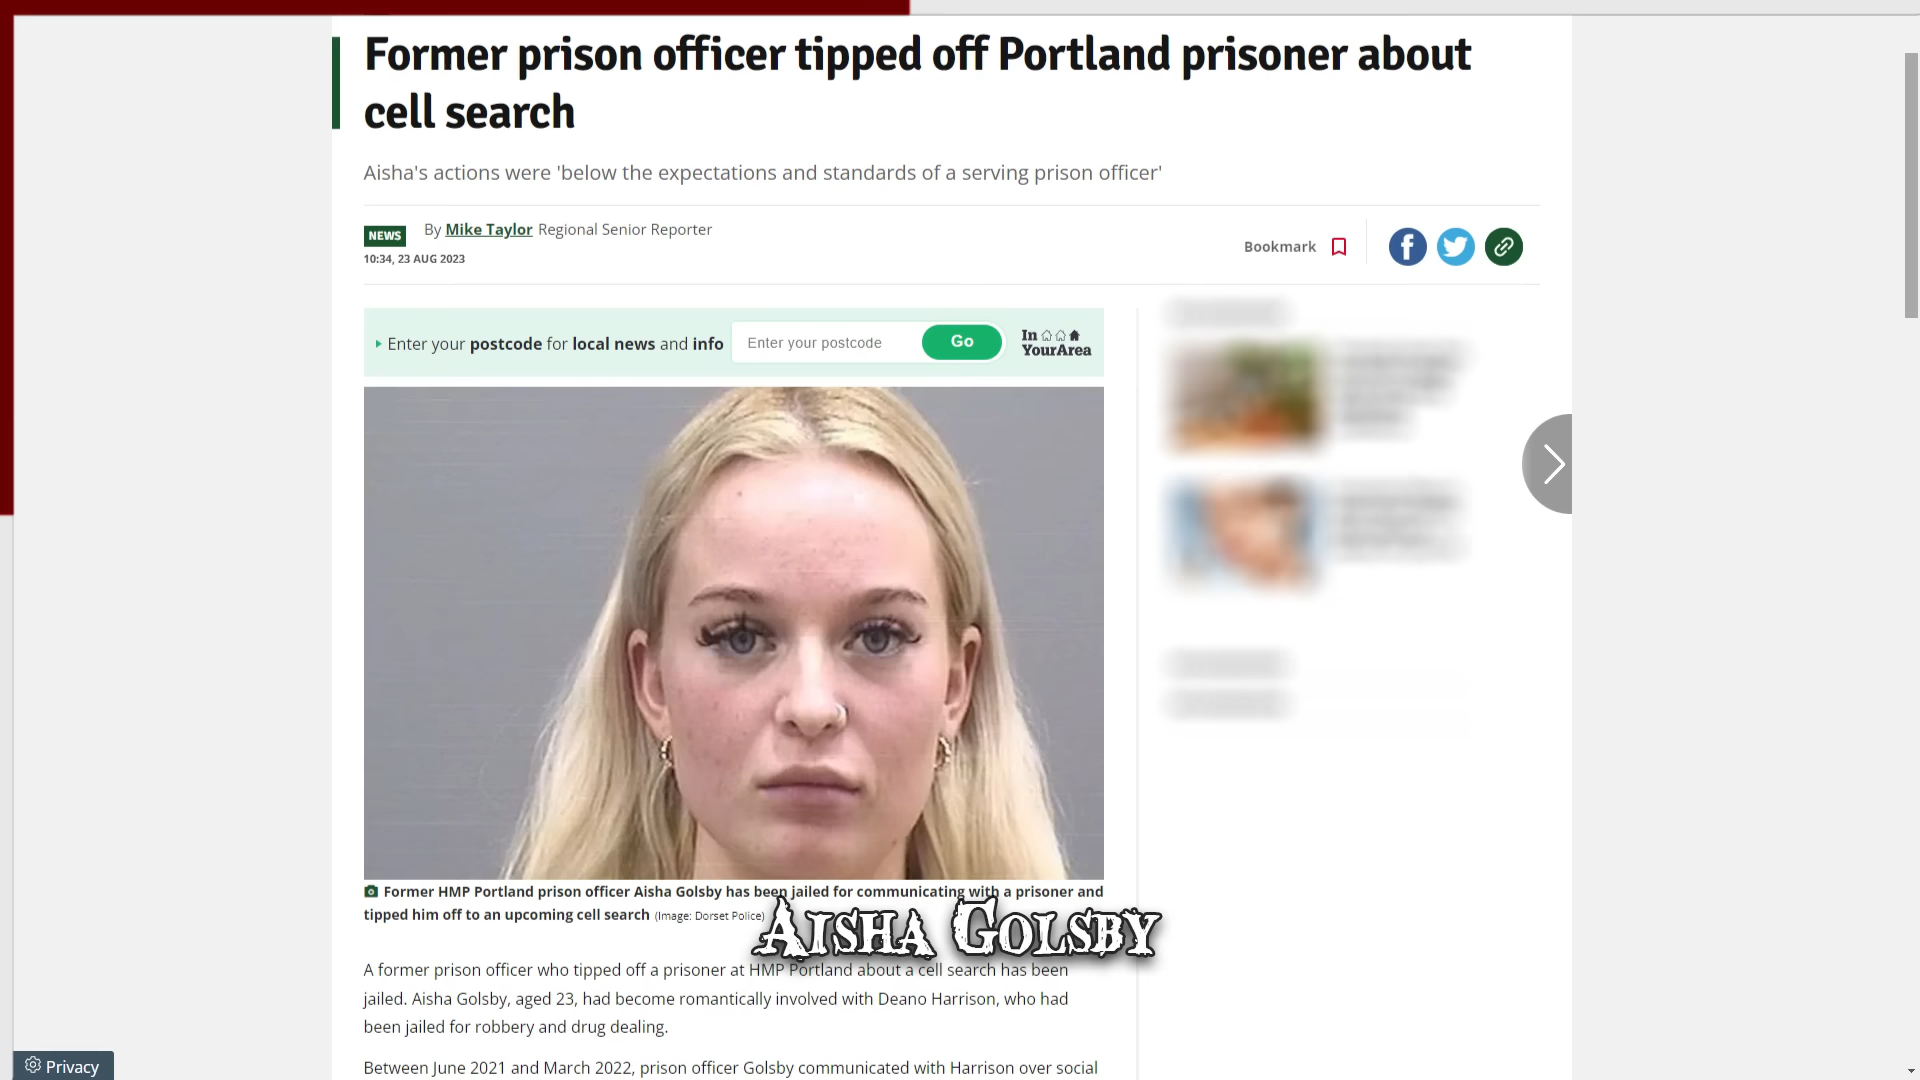 Former prison officer tipped off Portland prisoner about
cell search
Aisha's actions were 'below the expectations and standards of a serving prison officer'
NEWS
By Mike Taylor Regional Senior Reporter
10:34, 23 AUG 2023
Bookmark
Enter your postcode for local news and info
Enter your postcode
Go
In
YourArea
Former HMP Portland prison officer Aisha Golsby has been jailed for communicating with a prisoner and
tipped him off to an upcoming cell search (Image: Dorset Police)
Aisha Golsby
A former prison officer who tipped off a prisoner at HMP Portland about a cell search has been
jailed. Aisha Golsby, aged 23, had become romantically involved with Deano Harrison, who had
been jailed for robbery and drug dealing.
Between June 2021 and March 2022, prison officer Golsby communicated with Harrison over social
Privacy